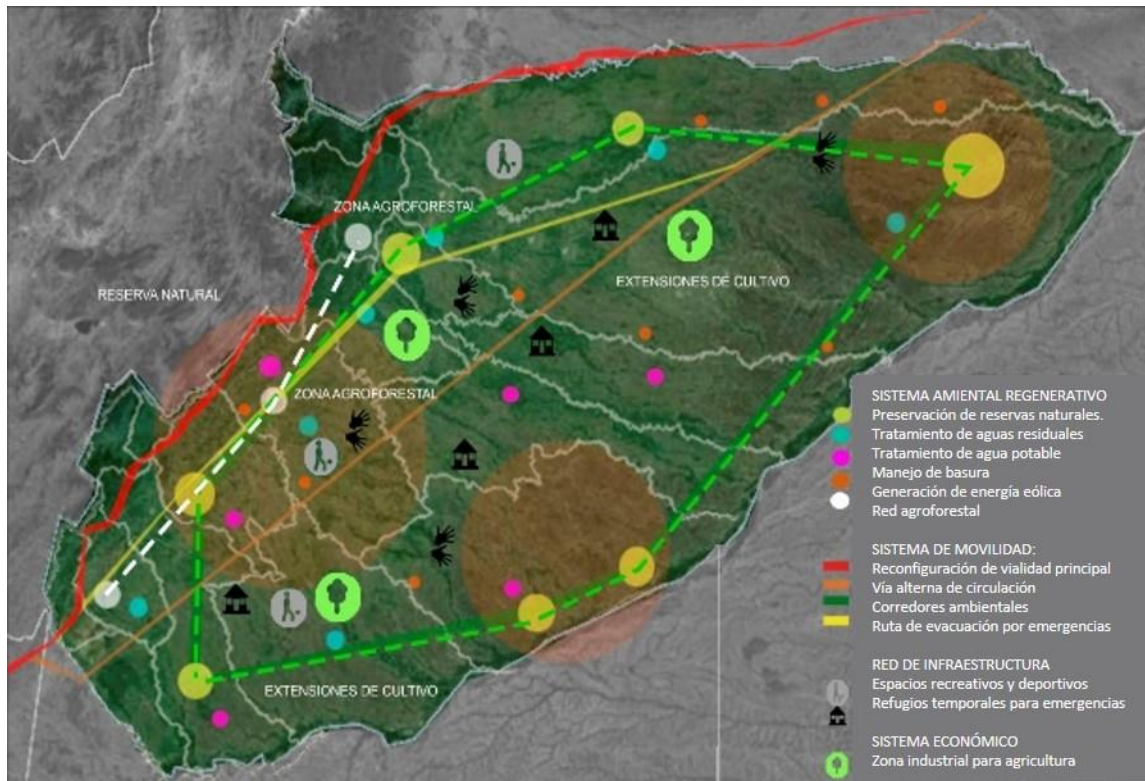 ZONA AGROFORESTAL
RESERVA NATURAL
EXTENSIONES DE CULTIVO
ZONA AGROFORESTAL
EXTENSIONES DE CULTIVO
SISTEMA AMIENTAL REGENERATIVO
Preservación de reservas naturales.
Tratamiento de aguas residuales
Tratamiento de agua potable
Manejo de basura
Generación de energía eólica
Red agroforestal
SISTEMA DE MOVILIDAD:
Reconfiguración de vialidad principal
Vía alterna de circulación
Corredores ambientales
Ruta de evacuación por emergencias
RED DE INFRAESTRUCTURA
Espacios recreativos y deportivos
Refugios temporales para emergencias
SISTEMA ECONÓMICO
Zona industrial para agricultura